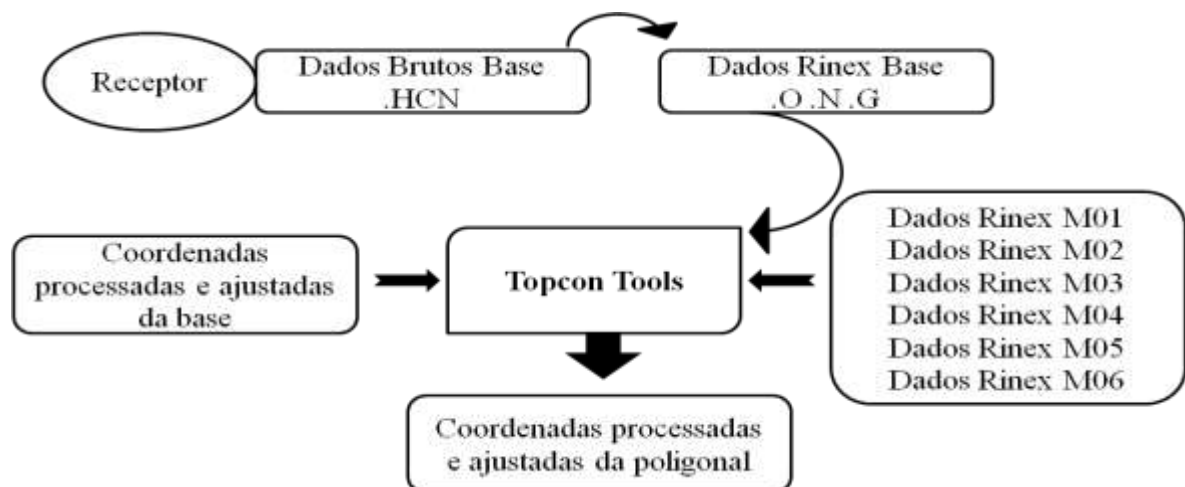 Receptor
Dados Brutos Base
.HCN
Dados Rinex Base
.O .N .G
Coordenadas
processadas e ajustadas
da base
Topcon Tools
Dados Rinex M01
Dados Rinex M02
Dados Rinex M03
Dados Rinex M04
Dados Rinex M05
Dados Rinex M06
Coordenadas processadas
e ajustadas da poligonal